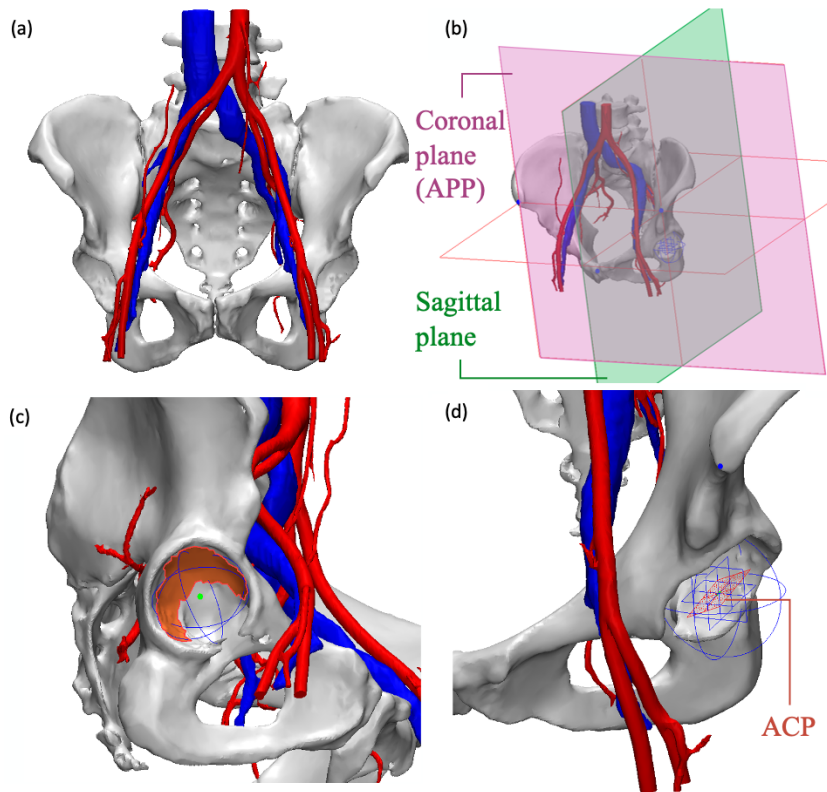 (a)
(b)
Coronal
plane
(APP)
Sagittal
plane
(c)
(d)
ACP